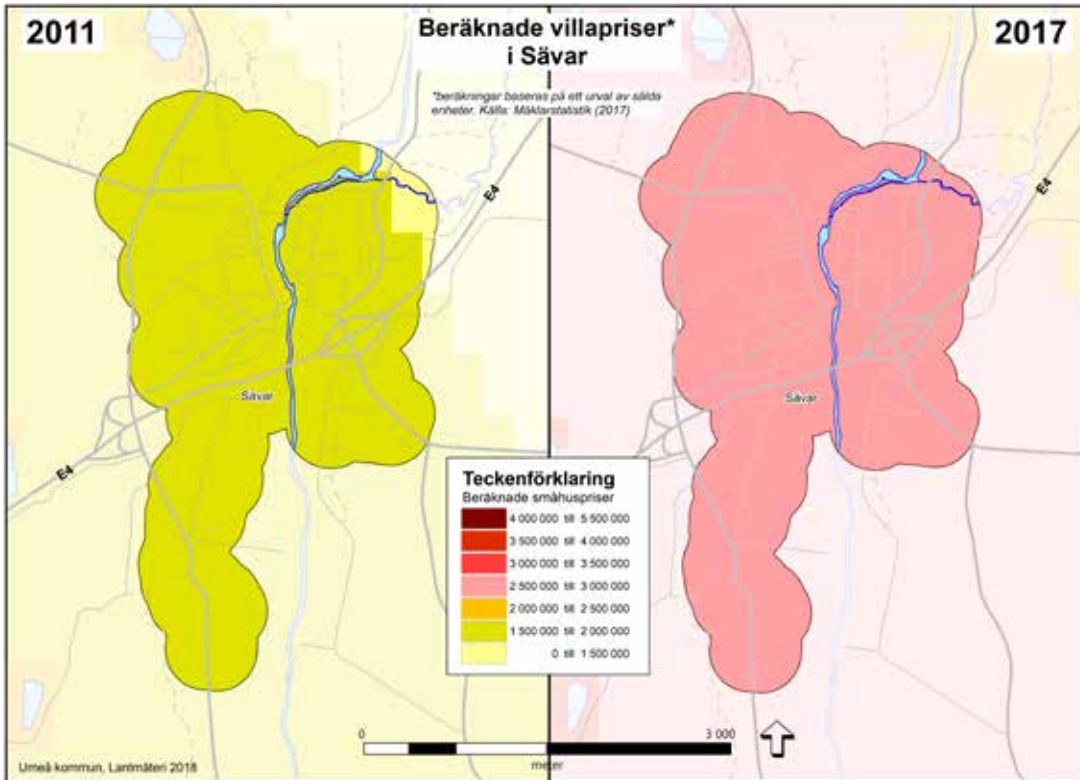 2011
Beräknade villapriser*
i Sävar
2017
*beräkningar baseras på ett urval av sålda
enheter. Källa: Mäklarstatistik (2017)
E4
E4
Sävar
Sävar
E4
Teckenförklaring
Beräknade småhuspriser
4 000 000 till 5 500 000
3 500 000 till 4 000 000
3 000 000 till 3 500 000
2 500 000 till 3 000 000
2 000 000 till 2 500 000
1 500 000 till 2 000 000
0 till 1 500 000
0
3 000
meter
Umeå kommun, Lantmäteri 2018